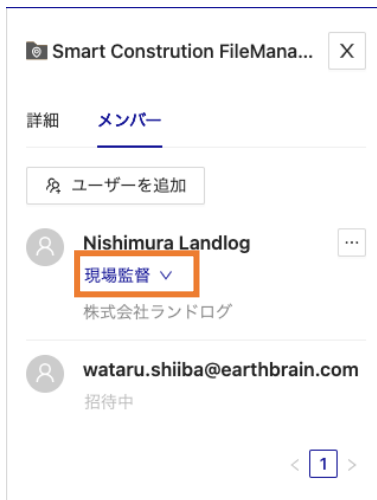 Smart Constrution FileMana... X
詳細 メンバー
ユーザーを追加
Nishimura Landlog ...
現場監督
株式会社ランドログ
wataru.shiiba@earthbrain.com
招待中
< 1 >